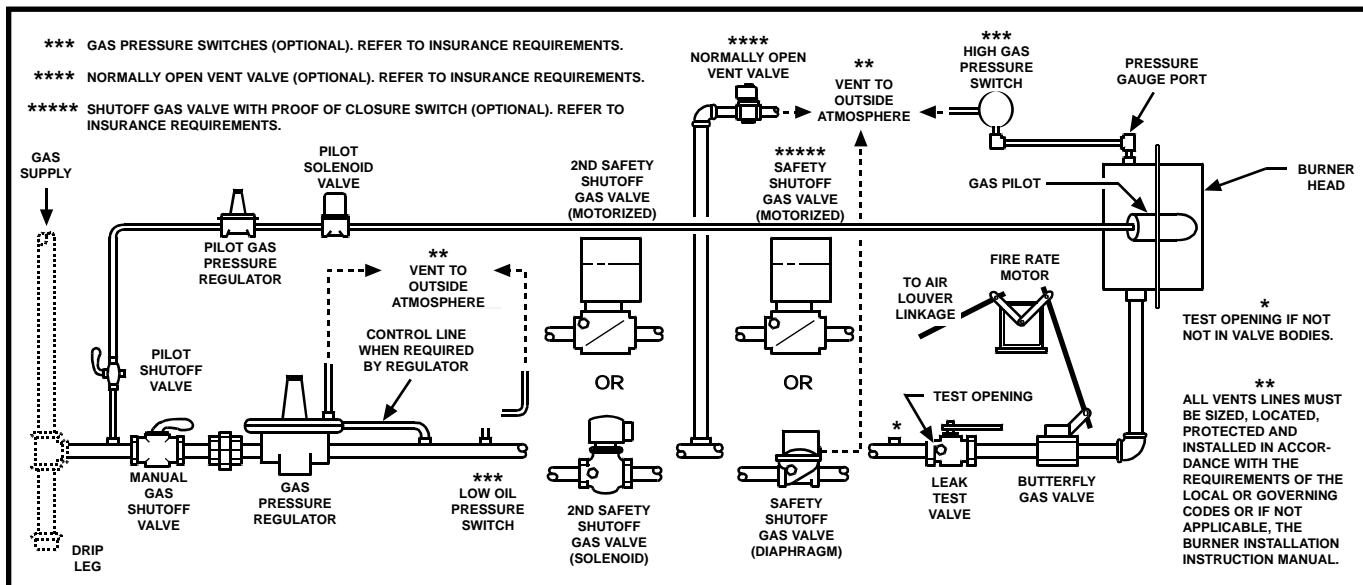 *** GAS PRESSURE SWITCHES (OPTIONAL). REFER TO INSURANCE REQUIREMENTS.
**** NORMALLY OPEN VENT VALVE (OPTIONAL). REFER TO INSURANCE REQUIREMENTS.
***** SHUTOFF GAS VALVE WITH PROOF OF CLOSURE SWITCH (OPTIONAL). REFER TO
INSURANCE REQUIREMENTS.
****
NORMALLY OPEN
VENT VALVE
**
VENT TO
OUTSIDE
ATMOSPHERE
***
HIGH GAS
PRESSURE
SWITCH
PRESSURE
GAUGE PORT
GAS
SUPPLY
PILOT
SOLENOID
VALVE
2ND SAFETY
SHUTOFF
GAS VALVE
(MOTORIZED)
*****
SAFETY
SHUTOFF
GAS VALVE
(MOTORIZED)
GAS PILOT
BURNER
HEAD
PILOT GAS
PRESSURE
REGULATOR
**
VENT TO
OUTSIDE
ATMOSPHERE
TO AIR
LOUVER
LINKAGE
FIRE RATE
MOTOR
*
TEST OPENING IF NOT
NOT IN VALVE BODIES.
PILOT
SHUTOFF
VALVE
CONTROL LINE
WHEN REQUIRED
BY REGULATOR
OR
OR
TEST OPENING
*
**
ALL VENTS LINES MUST
BE SIZED, LOCATED,
PROTECTED AND
INSTALLED IN ACCOR-
DANCE WITH THE
REQUIREMENTS OF THE
LOCAL OR GOVERNING
CODES OR IF NOT
APPLICABLE, THE
BURNER INSTALLATION
INSTRUCTION MANUAL.
DRIP
LEG
MANUAL
GAS
SHUTOFF
VALVE
GAS
PRESSURE
REGULATOR
***
LOW OIL
PRESSURE
SWITCH
2ND SAFETY
SHUTOFF
GAS VALVE
(SOLENOID)
SAFETY
SHUTOFF
GAS VALVE
(DIAPHRAGM)
LEAK
TEST
VALVE
BUTTERFLY
GAS VALVE